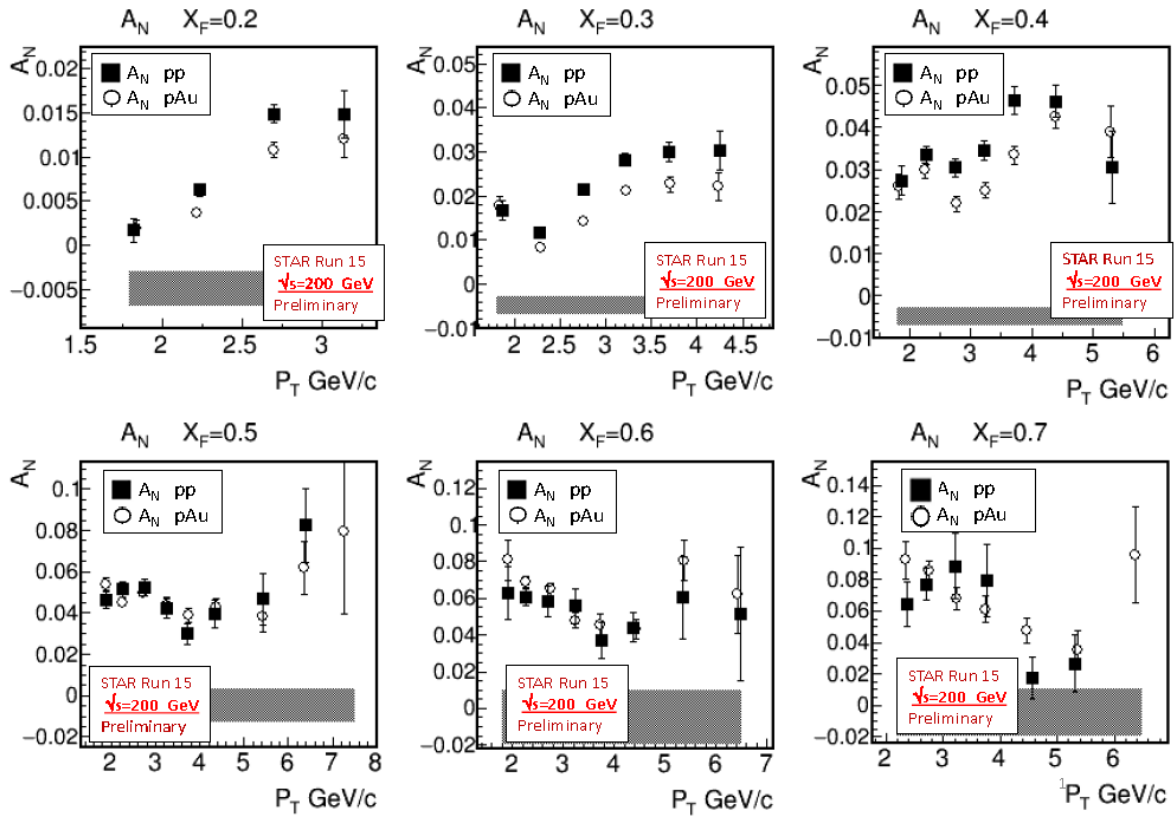 A_N X_F=0.2
A_N
0.02
0.015
0.01
0.005
0
−0.005
A_N pp
A_N pAu
STAR Run 15
√s=200 GeV
Preliminary
1.5 2 2.5 3
P_T GeV/c
A_N X_F=0.3
A_N
0.05
0.04
0.03
0.02
0.01
0
−0.01
A_N pp
A_N pAu
STAR Run 15
√s=200 GeV
Preliminary
2 2.5 3 3.5 4 4.5
P_T GeV/c
A_N X_F=0.4
A_N
0.05
0.04
0.03
0.02
0.01
0
−0.01
A_N pp
A_N pAu
STAR Run 15
√s=200 GeV
Preliminary
2 3 4 5 6
P_T GeV/c
A_N X_F=0.5
A_N
0.1
0.08
0.06
0.04
0.02
0
−0.02
A_N pp
A_N pAu
STAR Run 15
√s=200 GeV
Preliminary
2 3 4 5 6 7 8
P_T GeV/c
A_N X_F=0.6
A_N
0.12
0.1
0.08
0.06
0.04
0.02
0
−0.02
A_N pp
A_N pAu
STAR Run 15
√s=200 GeV
Preliminary
2 3 4 5 6 7
P_T GeV/c
A_N X_F=0.7
A_N
0.14
0.12
0.1
0.08
0.06
0.04
0.02
0
−0.02
A_N pp
A_N pAu
STAR Run 15
√s=200 GeV
Preliminary
2 3 4 5 6
1
P_T GeV/c